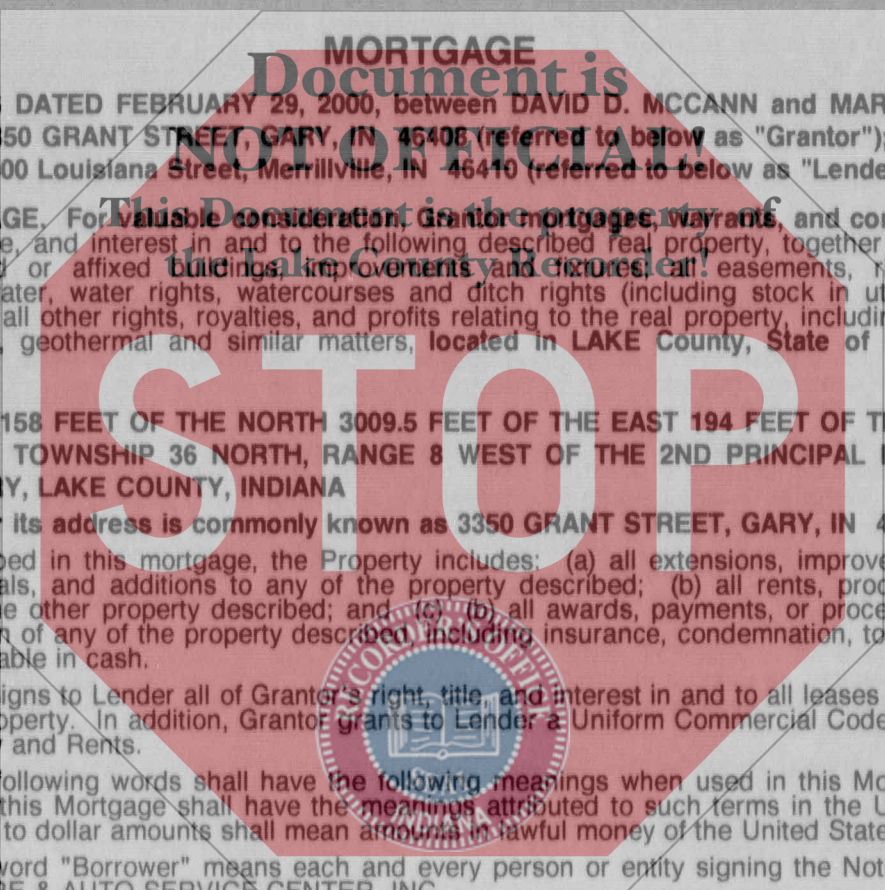 MORTGAGE
Document is
DATED FEBRUARY 29, 2000, between DAVID D. MCCANN and MAR
NOT OFFICIAL!
50 GRANT STREET, GARY, IN 46408 (referred to below as "Grantor"),
00 Louisiana Street, Merrillville, IN 46410 (referred to below as "Lende
This Document is the property of
GE. For valuable consideration, Grantor mortgages, warrants, and con
e, and interest in and to the following described real property, together
the Lake County Recorder!
or affixed buildings, improvements and fixtures; all easements, r
ater, water rights, watercourses and ditch rights (including stock in ut
all other rights, royalties, and profits relating to the real property, includin
, geothermal and similar matters, located in LAKE County, State of
STOP
158 FEET OF THE NORTH 3009.5 FEET OF THE EAST 194 FEET OF T
TOWNSHIP 36 NORTH, RANGE 8 WEST OF THE 2ND PRINCIPAL
Y, LAKE COUNTY, INDIANA
its address is commonly known as 3350 GRANT STREET, GARY, IN 4
bed in this mortgage, the Property includes: (a) all extensions, improve
als, and additions to any of the property described; (b) all rents, proc
e other property described; and (c) (b) all awards, payments, or proce
n of any of the property described including insurance, condemnation, to
able in cash.
igns to Lender all of Grantor's right, title, and interest in and to all leases
operty. In addition, Grantor grants to Lender a Uniform Commercial Code
and Rents.
RECORDER'S OFFICE
INDIANA
ollowing words shall have the following meanings when used in this Mo
this Mortgage shall have the meanings attributed to such terms in the U
to dollar amounts shall mean amounts in lawful money of the United State
word "Borrower" means each and every person or entity signing the Not
RE & AUTO SERVICE CENTER, INC